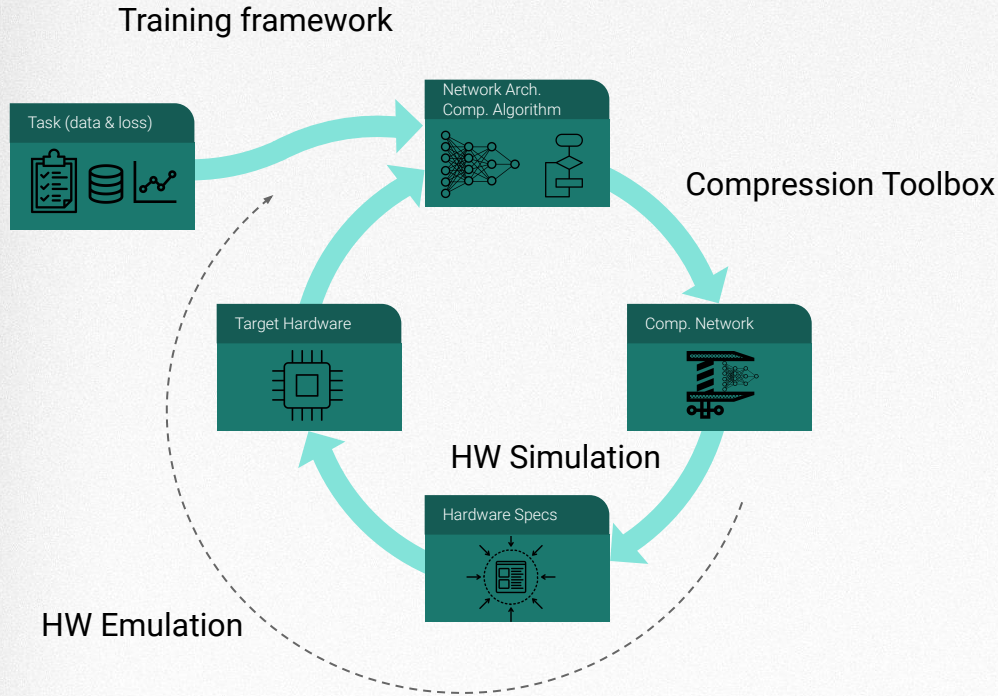 Training framework
Network Arch.
Comp. Algorithm
Task (data & loss)
Compression Toolbox
Target Hardware
Comp. Network
HW Simulation
Hardware Specs
HW Emulation